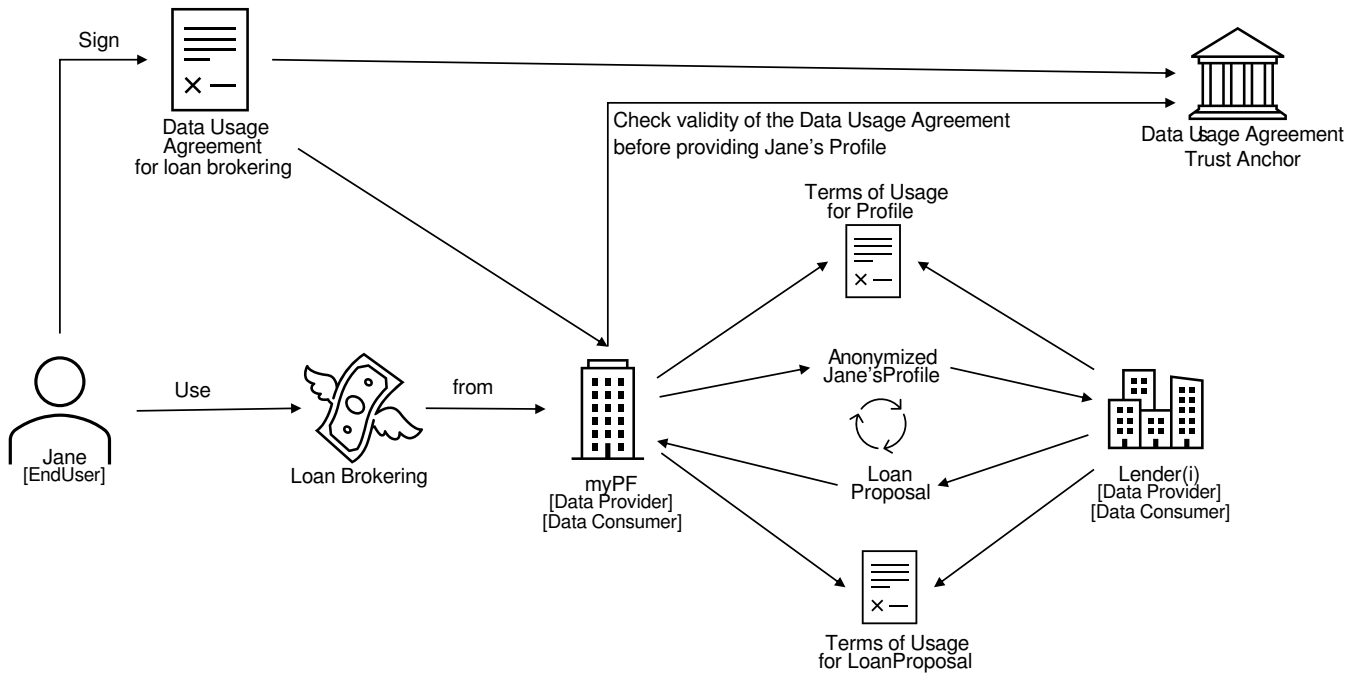 Sign
Data Usage
Agreement
for loan brokering
Check validity of the Data Usage Agreement
before providing Jane's Profile
Data Usage Agreement
Trust Anchor
Terms of Usage
for Profile
Use
from
Anonymized
Jane'sProfile
Jane
[EndUser]
Loan Brokering
myPF
[Data Provider]
[Data Consumer]
Loan
Proposal
Lender(i)
[Data Provider]
[Data Consumer]
Terms of Usage
for LoanProposal